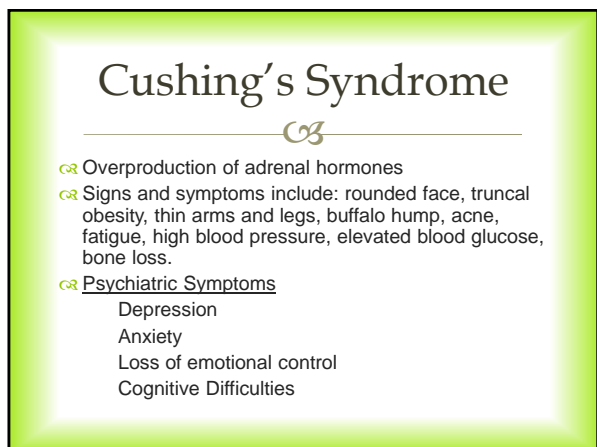 Cushing's Syndrome
Overproduction of adrenal hormones
Signs and symptoms include: rounded face, truncal
obesity, thin arms and legs, buffalo hump, acne,
fatigue, high blood pressure, elevated blood glucose,
bone loss.
Psychiatric Symptoms
Depression
Anxiety
Loss of emotional control
Cognitive Difficulties